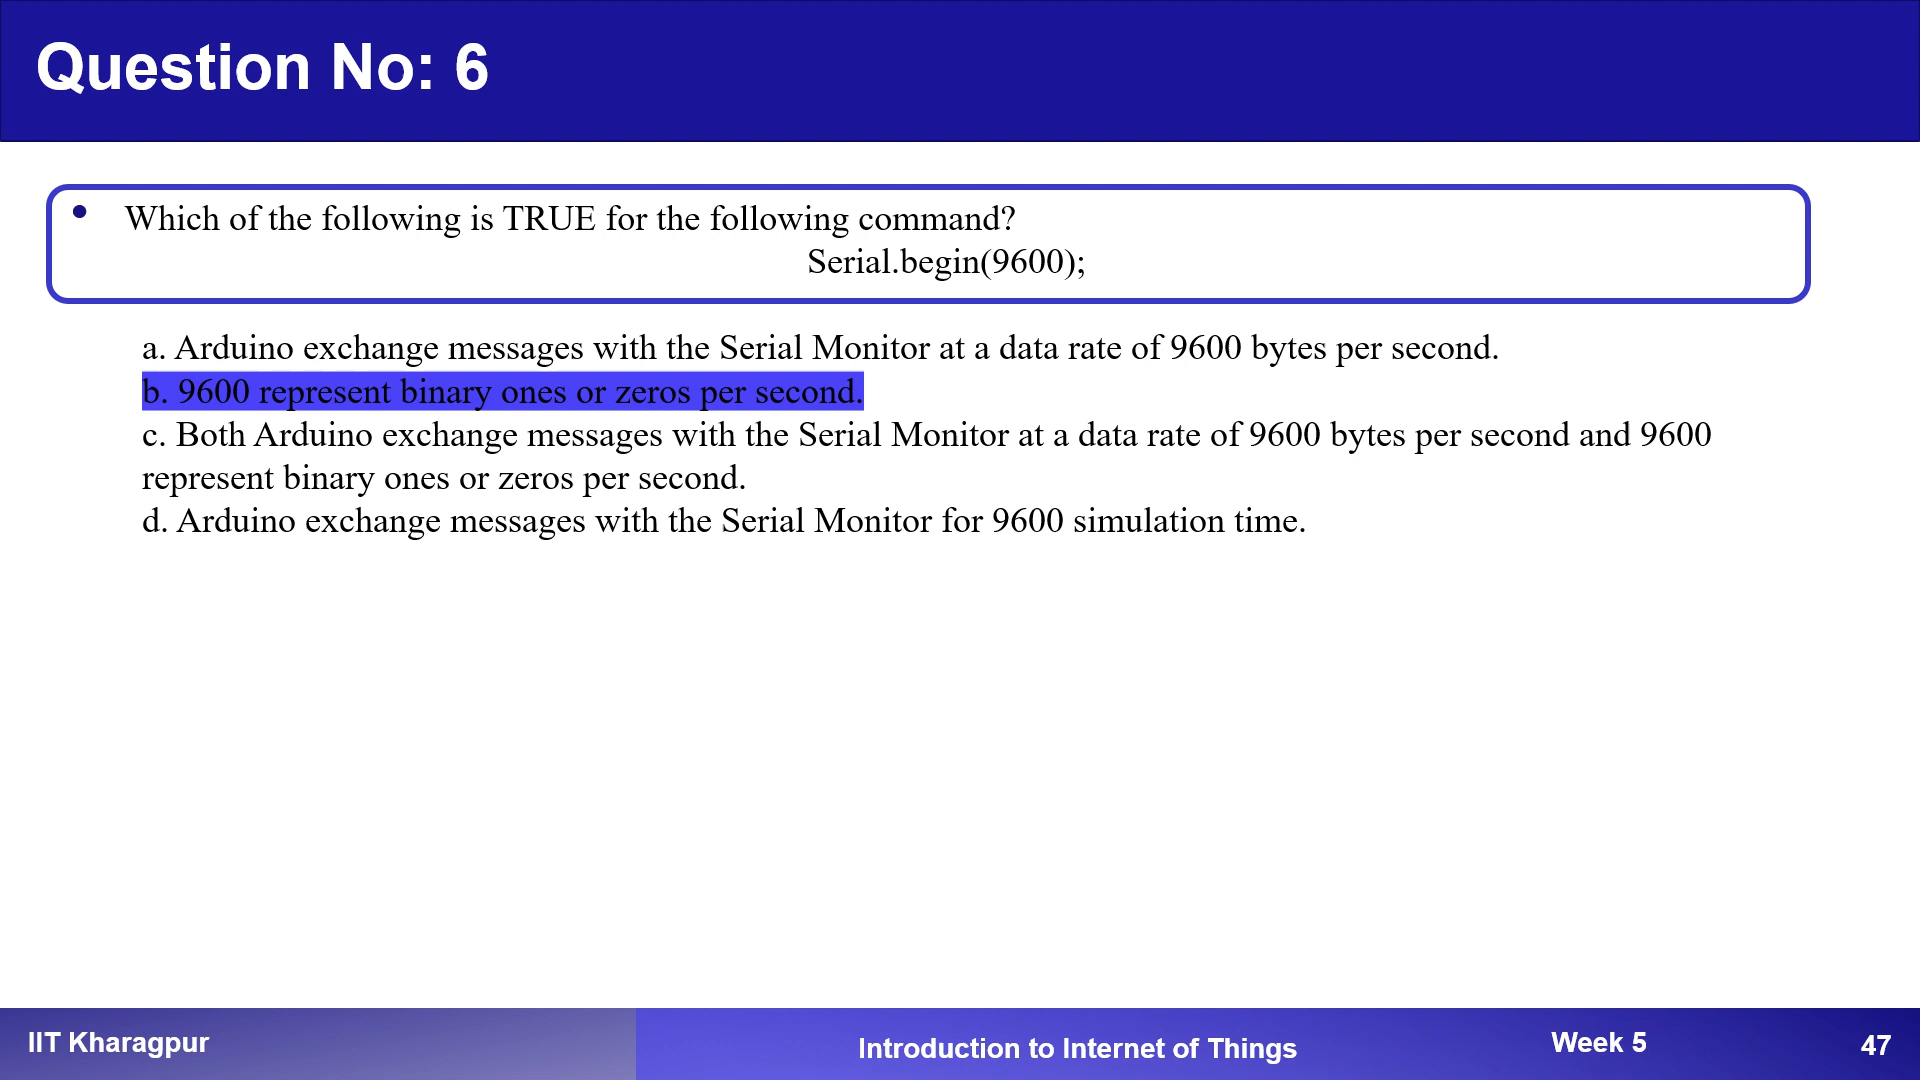 Question No: 6
• Which of the following is TRUE for the following command?
Serial.begin(9600);
a. Arduino exchange messages with the Serial Monitor at a data rate of 9600 bytes per second.
b. 9600 represent binary ones or zeros per second.
c. Both Arduino exchange messages with the Serial Monitor at a data rate of 9600 bytes per second and 9600
represent binary ones or zeros per second.
d. Arduino exchange messages with the Serial Monitor for 9600 simulation time.
IIT Kharagpur
Introduction to Internet of Things
Week 5
47